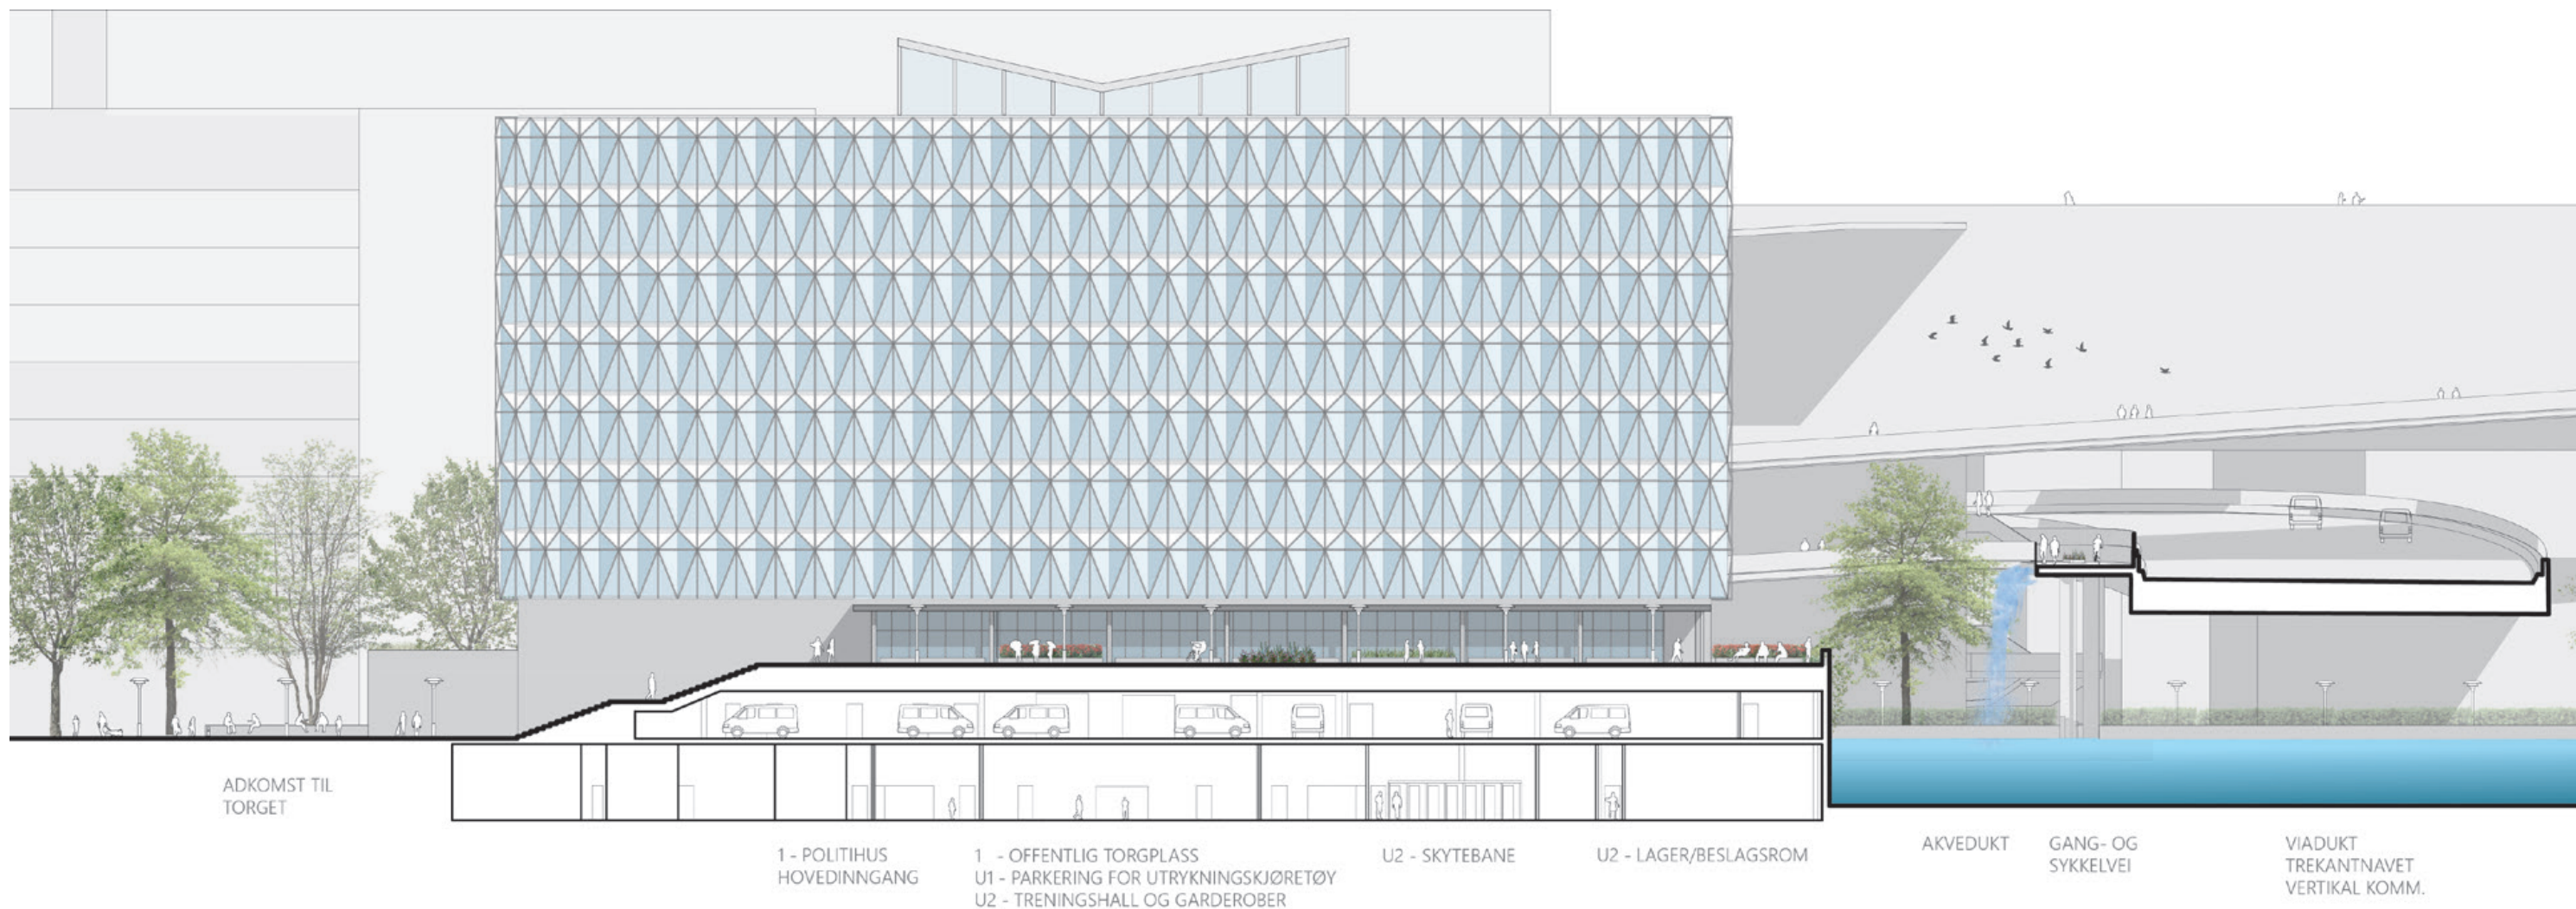 ADKOMST TIL
TORGET
1 - POLITIHUS
HOVEDINNGANG
1 - OFFENTLIG TORGPLASS
U1 - PARKERING FOR UTRYKNINGSKJØRETØY
U2 - TRENINGSHALL OG GARDEROBER
U2 - SKYTEBANE
U2 - LAGER/BESLAGSROM
AKVEDUKT
GANG- OG
SYKKELVEI
VIADUKT
TREKANTNAVET
VERTIKAL KOMM.